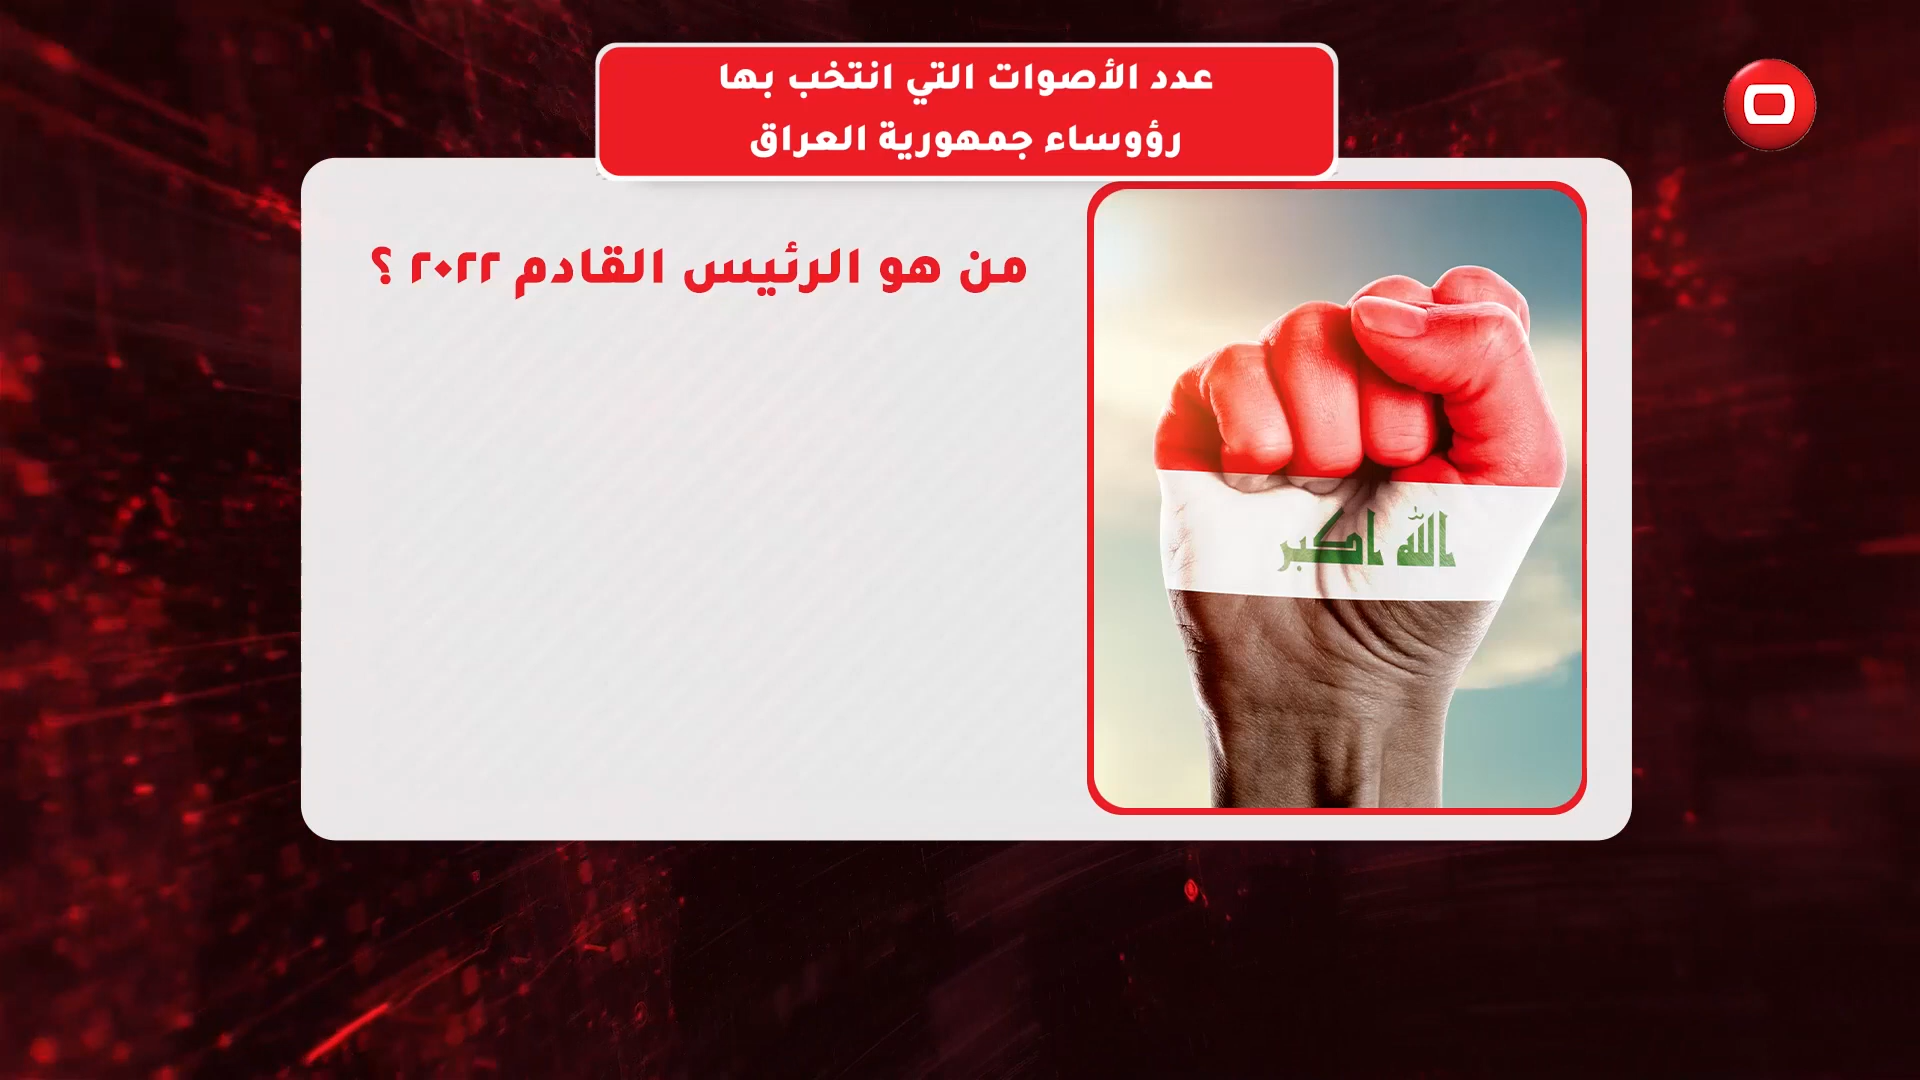 عدد الأصوات التي انتخب بها
رؤوساء جمهورية العراق
من هو الرئيس القادم ٢٠٢٢ ؟
الله اكبر